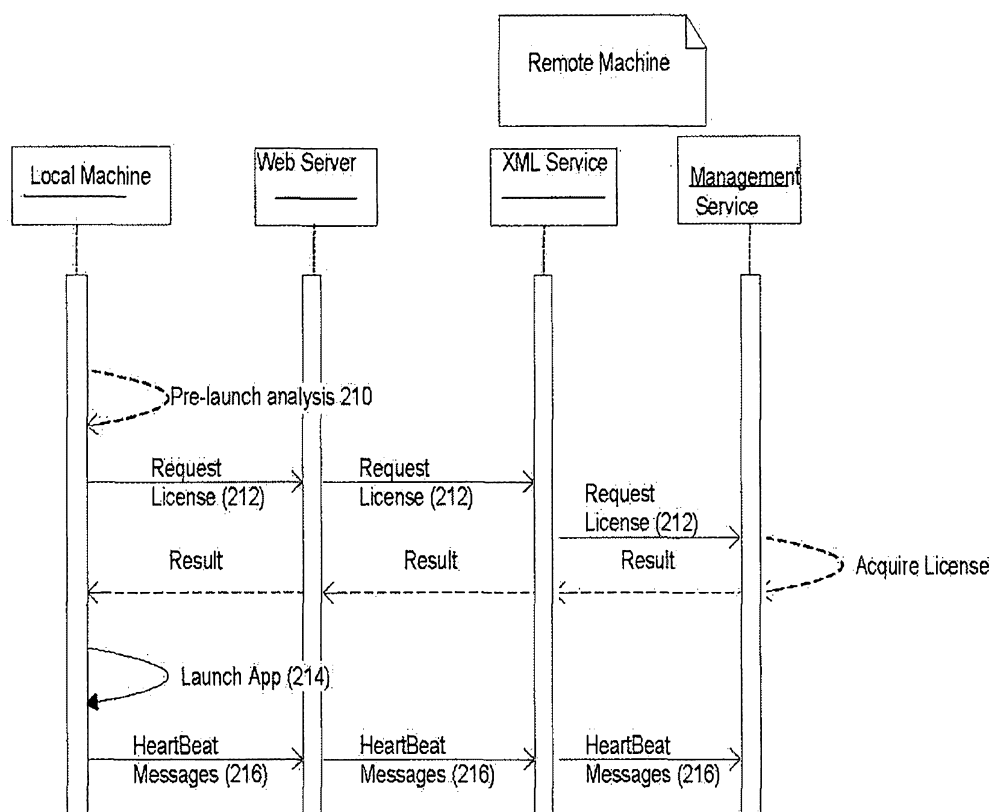 Remote Machine
Local Machine
Web Server
XML Service
Management
Service
Pre-launch analysis 210
Request
License (212)
Request
License (212)
Request
License (212)
Result
Result
Result
Acquire License
Launch App (214)
HeartBeat
Messages (216)
HeartBeat
Messages (216)
HeartBeat
Messages (216)